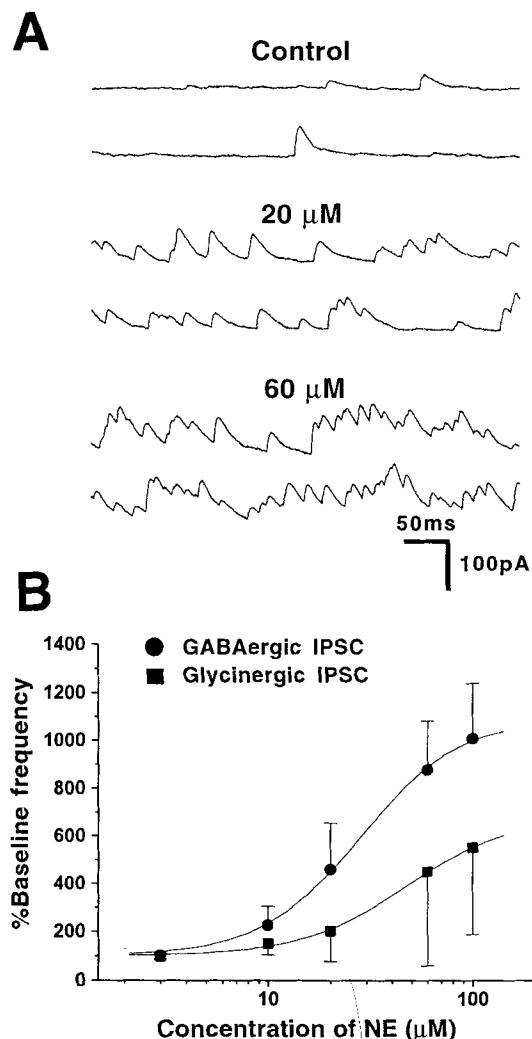 A
Control
20 µM
60 µM
50ms
100pA
B
GABAergic IPSC
Glycinergic IPSC
%Baseline frequency
1400
1200
1000
800
600
400
200
0
10
100
Concentration of NE (µM)